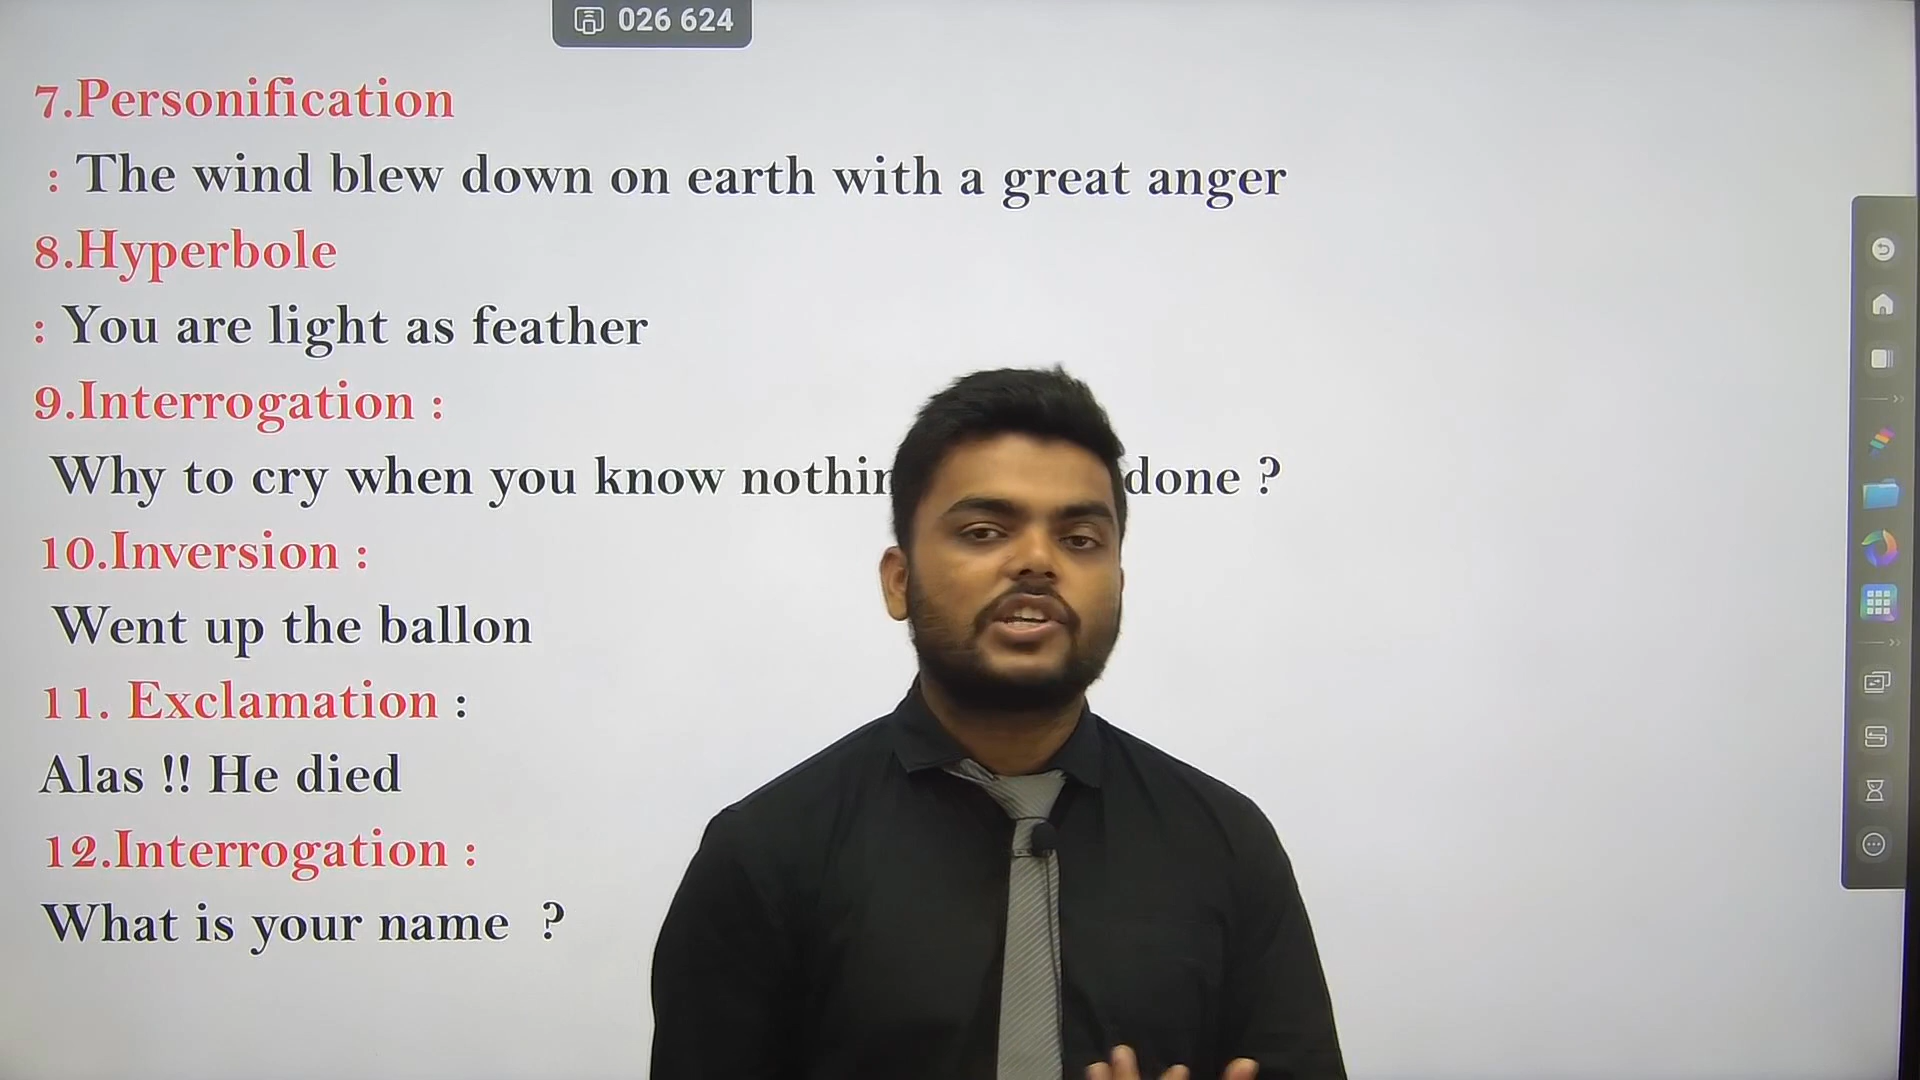 026 624
7.Personification
: The wind blew down on earth with a great anger
8.Hyperbole
: You are light as feather
9.Interrogation :
Why to cry when you know done ?
10.Inversion :
Went up the ballon
11. Exclamation :
Alas !! He died
12.Interrogation :
What is your name ?